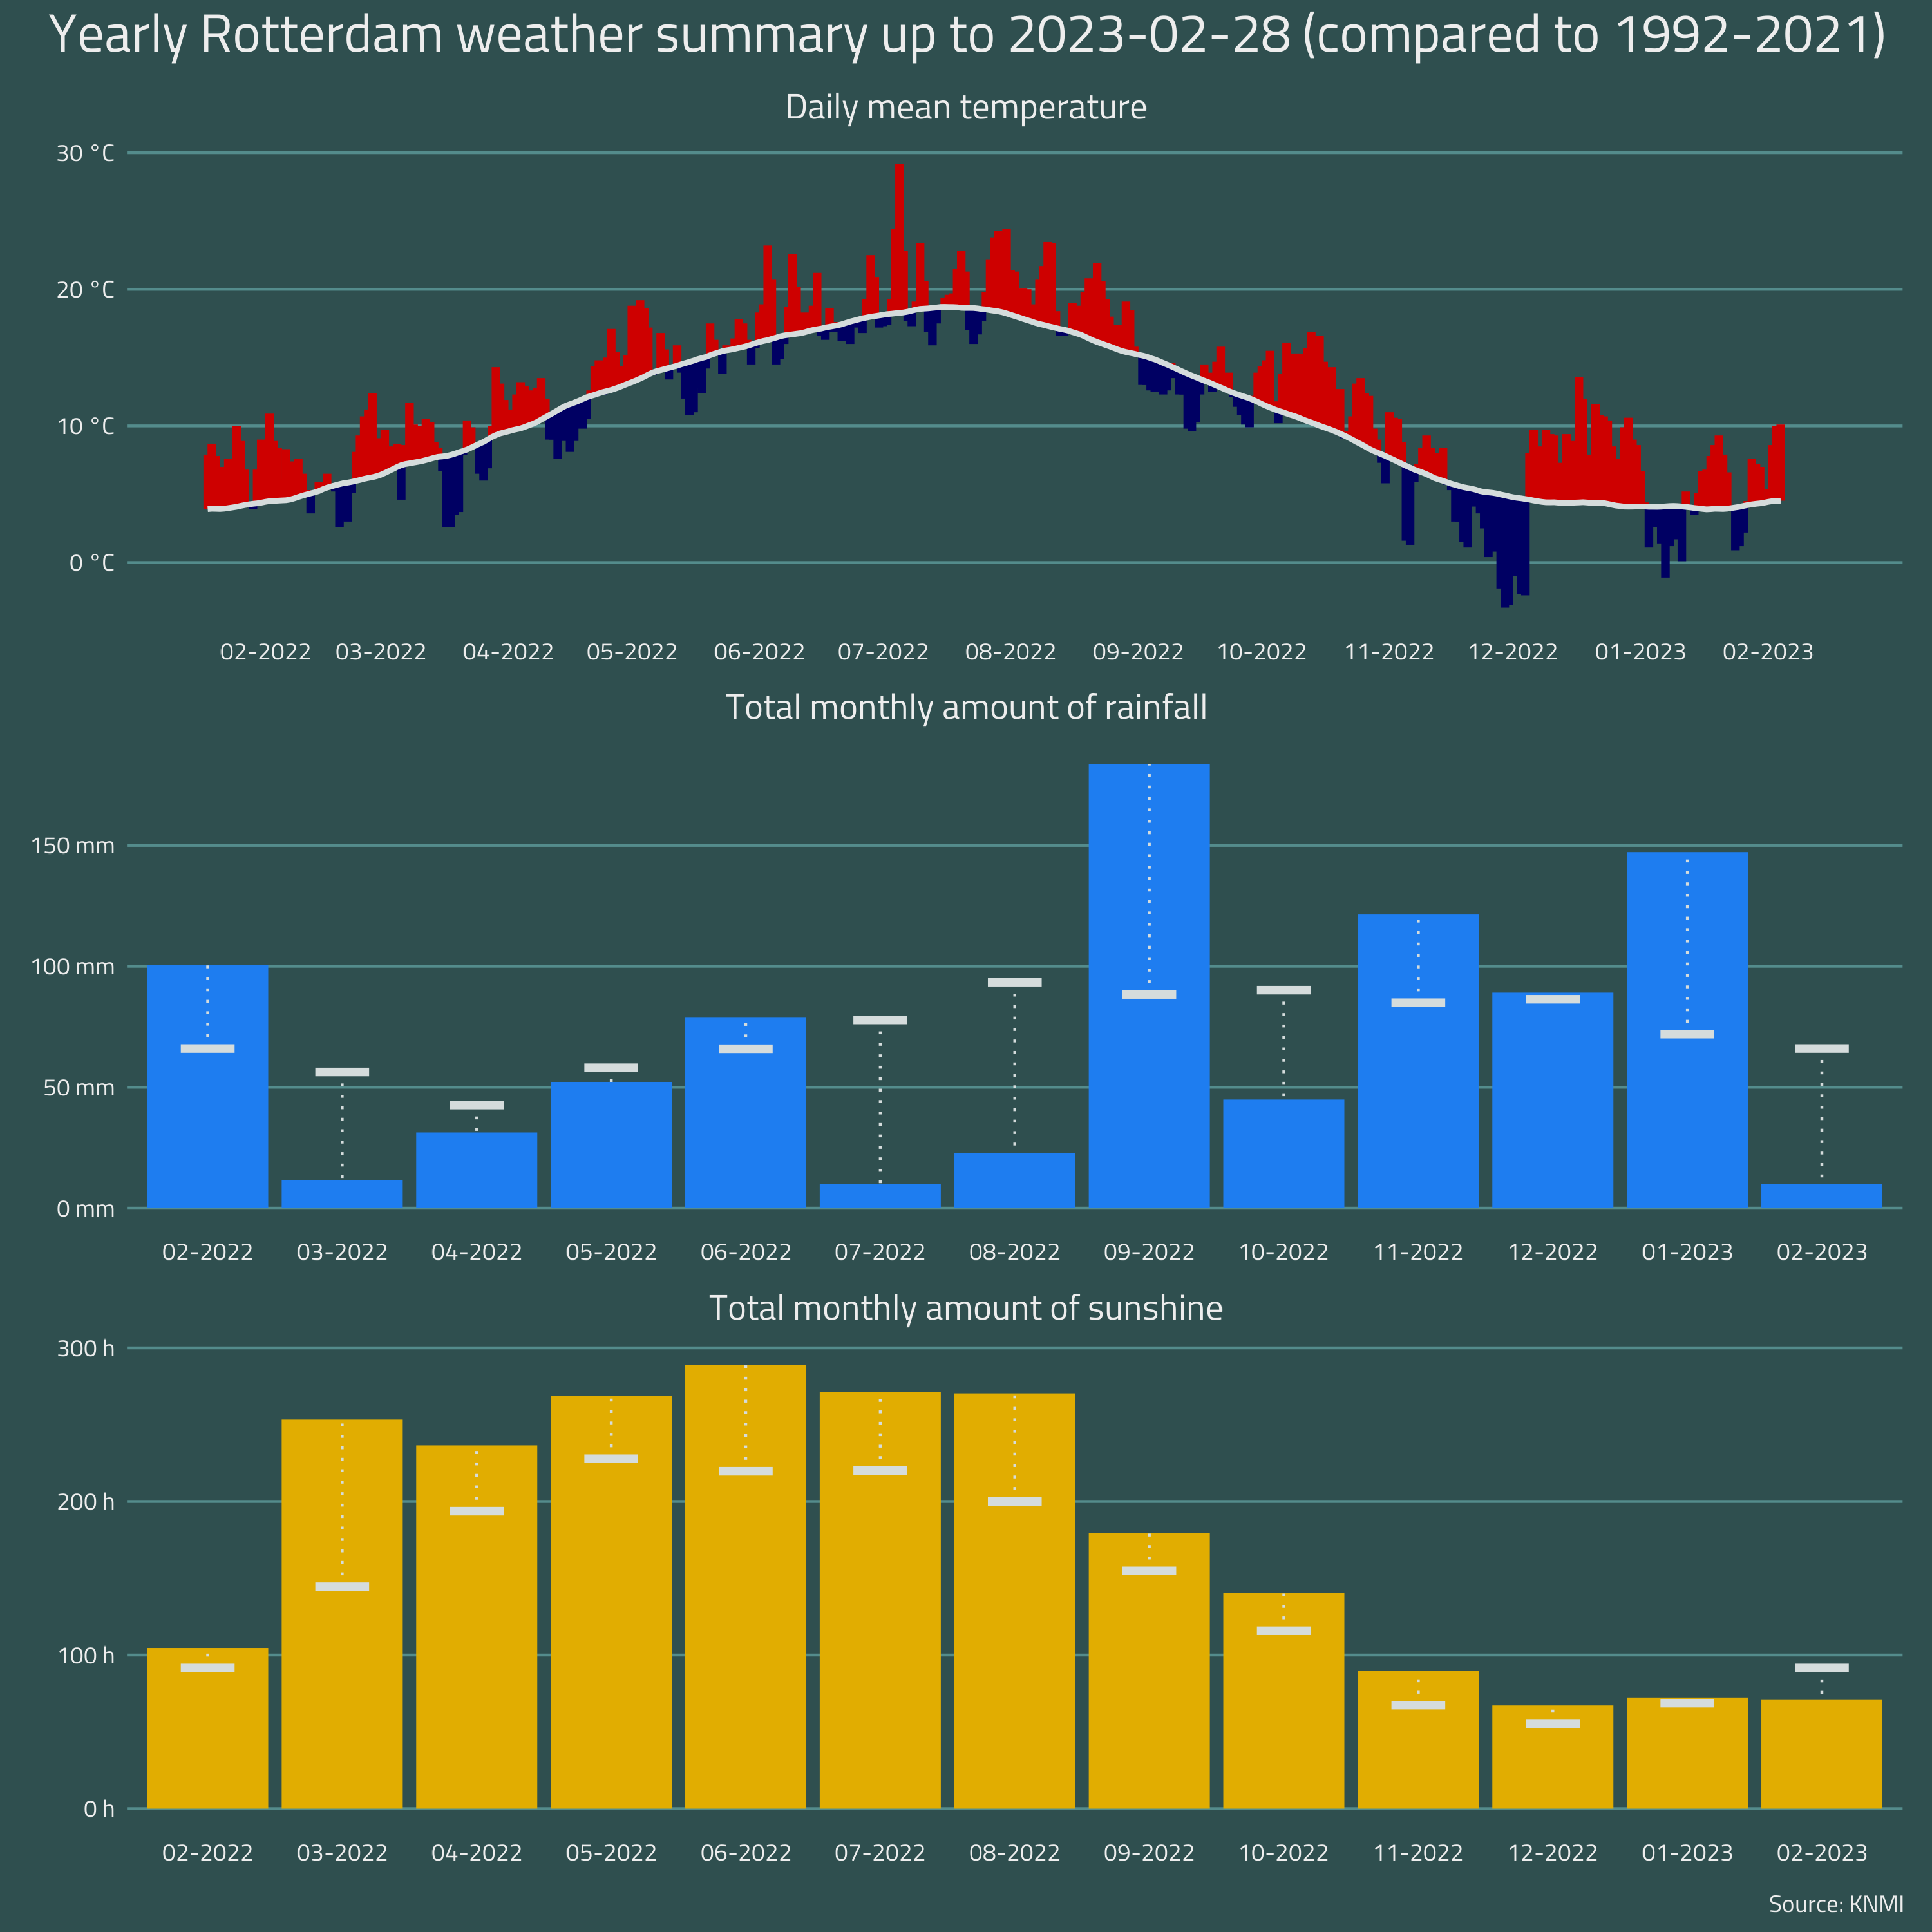 Yearly Rotterdam weather summary up to 2023-02-28 (compared to 1992-2021)
Daily mean temperature
30 °C
20 °C
10 °C
0 °C
02-2022 03-2022 04-2022 05-2022 06-2022 07-2022 08-2022 09-2022 10-2022 11-2022 12-2022 01-2023 02-2023
Total monthly amount of rainfall
150 mm
100 mm
50 mm
0 mm
02-2022 03-2022 04-2022 05-2022 06-2022 07-2022 08-2022 09-2022 10-2022 11-2022 12-2022 01-2023 02-2023
Total monthly amount of sunshine
300 h
200 h
100 h
0 h
02-2022 03-2022 04-2022 05-2022 06-2022 07-2022 08-2022 09-2022 10-2022 11-2022 12-2022 01-2023 02-2023
Source: KNMI